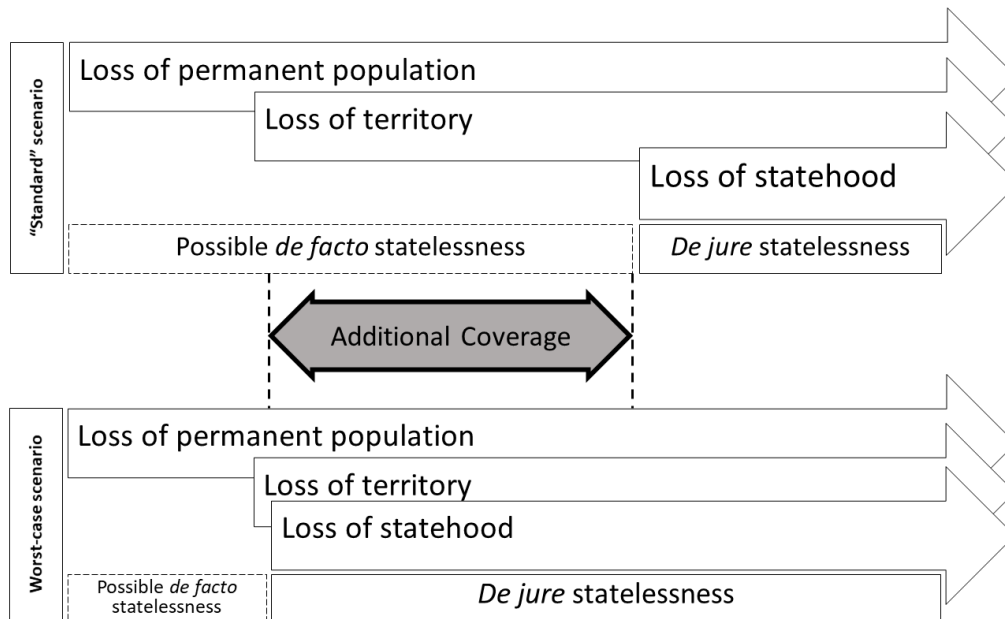 "Standard" scenario
Loss of permanent population
Loss of territory
Loss of statehood
Possible de facto statelessness
De jure statelessness
Additional Coverage
Worst-case scenario
Loss of permanent population
Loss of territory
Loss of statehood
Possible de facto
statelessness
De jure statelessness